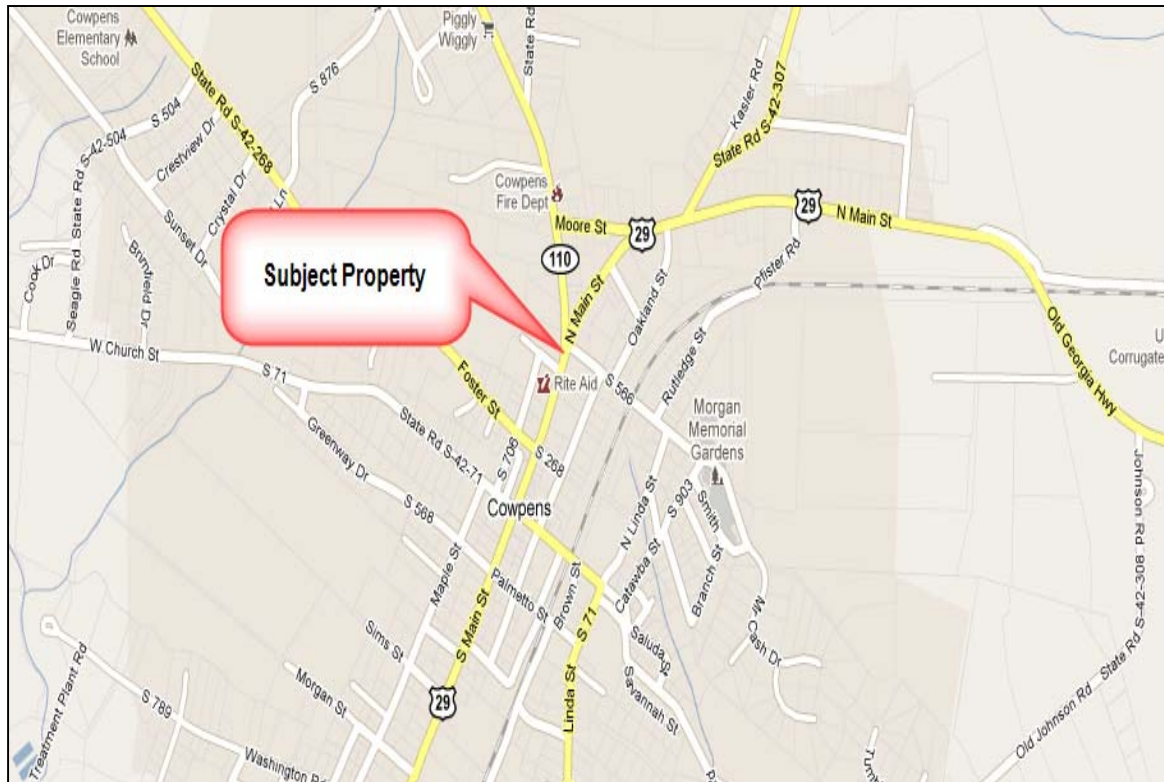 Cowpens
Elementary
School
Piggly
Wiggly
State Rd
S 876
Kasler Rd
State Rd S-42-307
State Rd S-42-268
S 504
State Rd S-42-504
Crestview Dr
Crystal Dr
Ln
Cowpens
Fire Dept
Moore St
29
29
N Main St
110
Subject Property
Sunset Dr
Cook Dr
Seagle Rd
Brimfield Dr
N Main St
Oakland St
Pfister Rd
Rutledge St
Old Georgia Hwy
Corrugate
W Church St
S 71
Foster St
Rite Aid
S 566
Morgan
Memorial
Gardens
Greenway Dr
State Rd S-42-71
S 706
S 268
S 568
Cowpens
N Linda St
S 903
Smith
Branch St
Catawba St
Johnson Rd
State Rd S-42-308
Old Johnson Rd
Maple St
Palmetto St
Brown St
S Main St
S 71
Saluda St
Mr Cash Dr
Sims St
Morgan St
Savannah St
Linda St
29
S 789
Treatment Plant Rd
Washington Rd